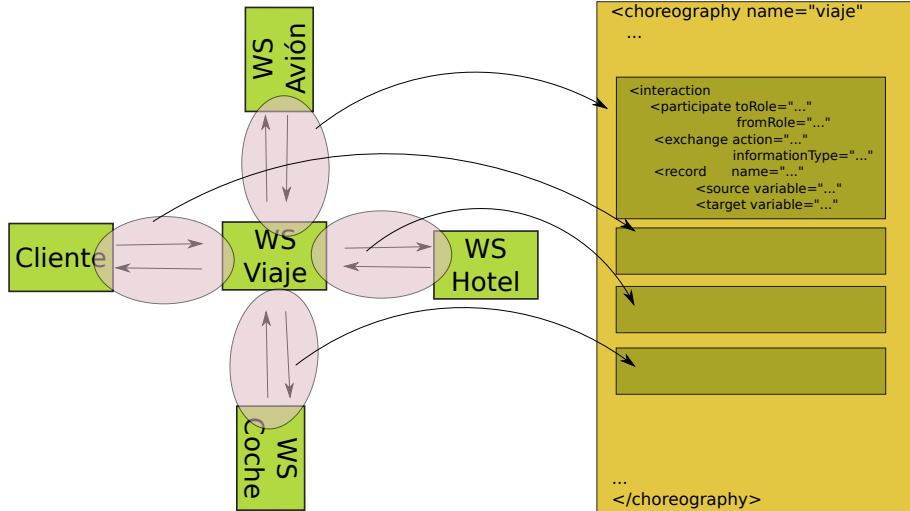 WS
Avión
Cliente
WS
Viaje
WS
Hotel
WS
Coche
<choreography name="viaje"
...
<interaction
<participate toRole="..."
fromRole="..."
<exchange action="..."
informationType="..."
<record name="..."
<source variable="..."
<target variable="..."
...
</choreography>